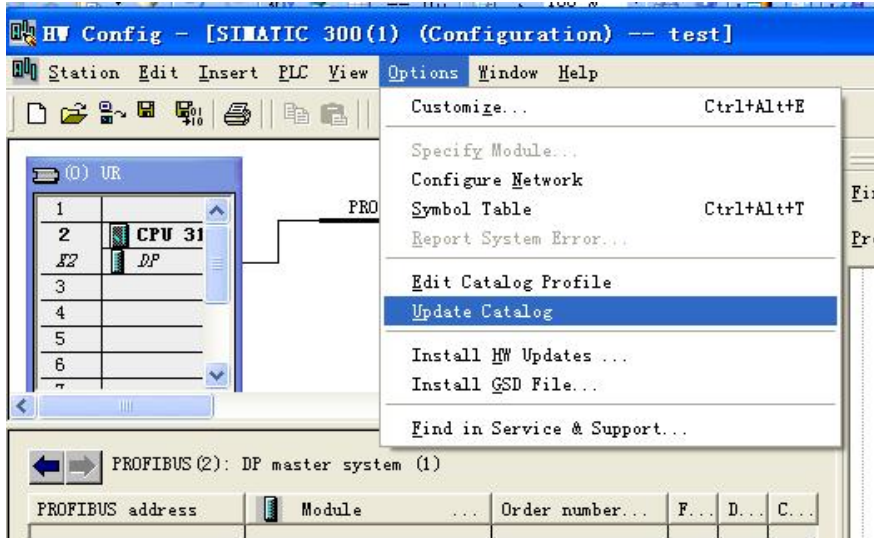 HW Config - [SIMATIC 300(1) (Configuration) -- test]
Station Edit Insert PLC View Options Window Help
Customize... Ctrl+Alt+E
Specify Module...
Configure Network
Symbol Table Ctrl+Alt+T
Report System Error...
Edit Catalog Profile
Update Catalog
Install HW Updates ...
Install GSD File...
Find in Service & Support...
(0) UR
1
2 CPU 31
X2 DP
3
4
5
6
PRO
Fi
Pr
PROFIBUS(2): DP master system (1)
PROFIBUS address Module ... Order number... F... D... C...